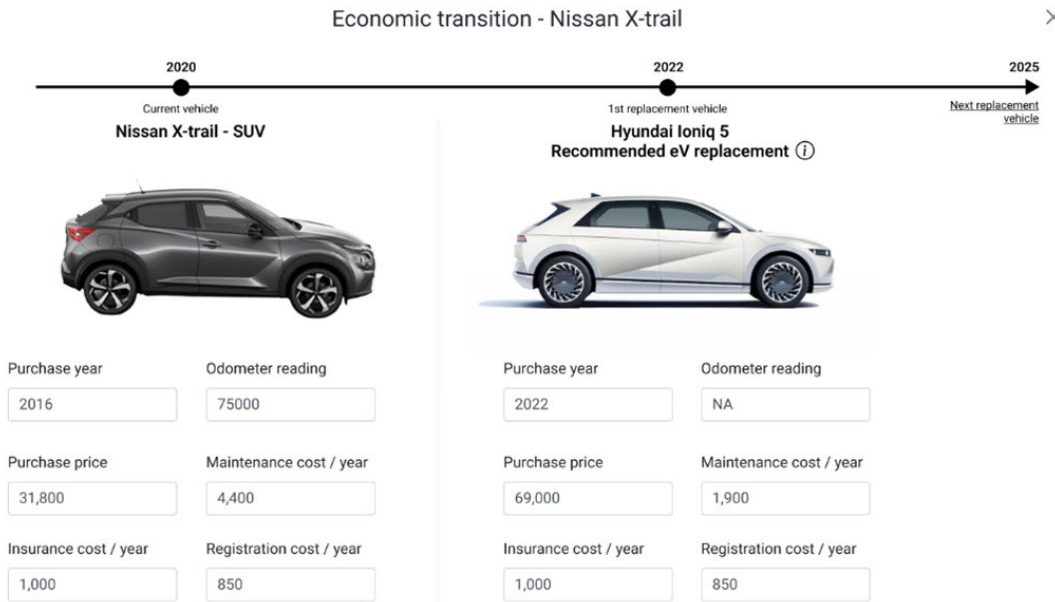 Economic transition - Nissan X-trail
2020
2022
2025
Current vehicle
1st replacement vehicle
Next replacement
vehicle
Nissan X-trail - SUV
Hyundai Ioniq 5
Recommended eV replacement
Purchase year
Odometer reading
Purchase year
Odometer reading
2016
75000
2022
NA
Purchase price
Maintenance cost / year
Purchase price
Maintenance cost / year
31,800
4,400
69,000
1,900
Insurance cost / year
Registration cost / year
Insurance cost / year
Registration cost / year
1,000
850
1,000
850